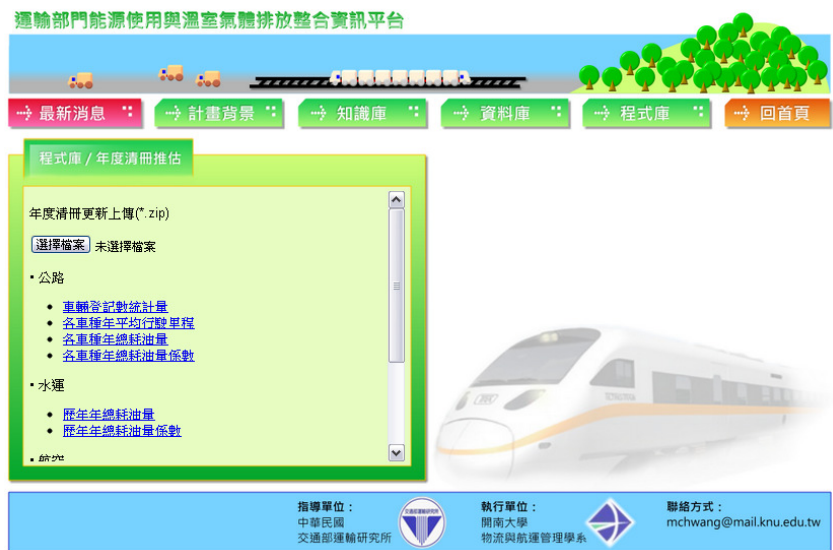 運輸部門能源使用與溫室氣體排放整合資訊平台
最新消息
計畫背景
知識庫
資料庫
程式庫
回首頁
程式庫 / 年度清冊推估
年度清冊更新上傳(*.zip)
選擇檔案 未選擇檔案
・公路
• 車輛登記數統計量
• 各車種年平均行駛里程
• 各車種年總耗油量
• 各車種年總耗油量係數
・水運
• 歷年年總耗油量
• 歷年年總耗油量係數
・航空
指導單位：
中華民國
交通部運輸研究所
執行單位：
開南大學
物流與航運管理學系
聯絡方式：
mchwang@mail.knu.edu.tw